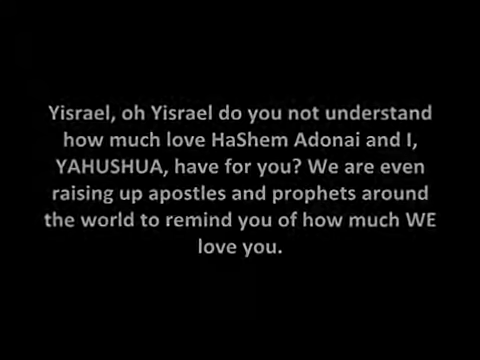 Yisrael, oh Yisrael do you not understand
how much love HaShem Adonai and I,
YAHUSHUA, have for you? We are even
raising up apostles and prophets around
the world to remind you of how much WE
love you.